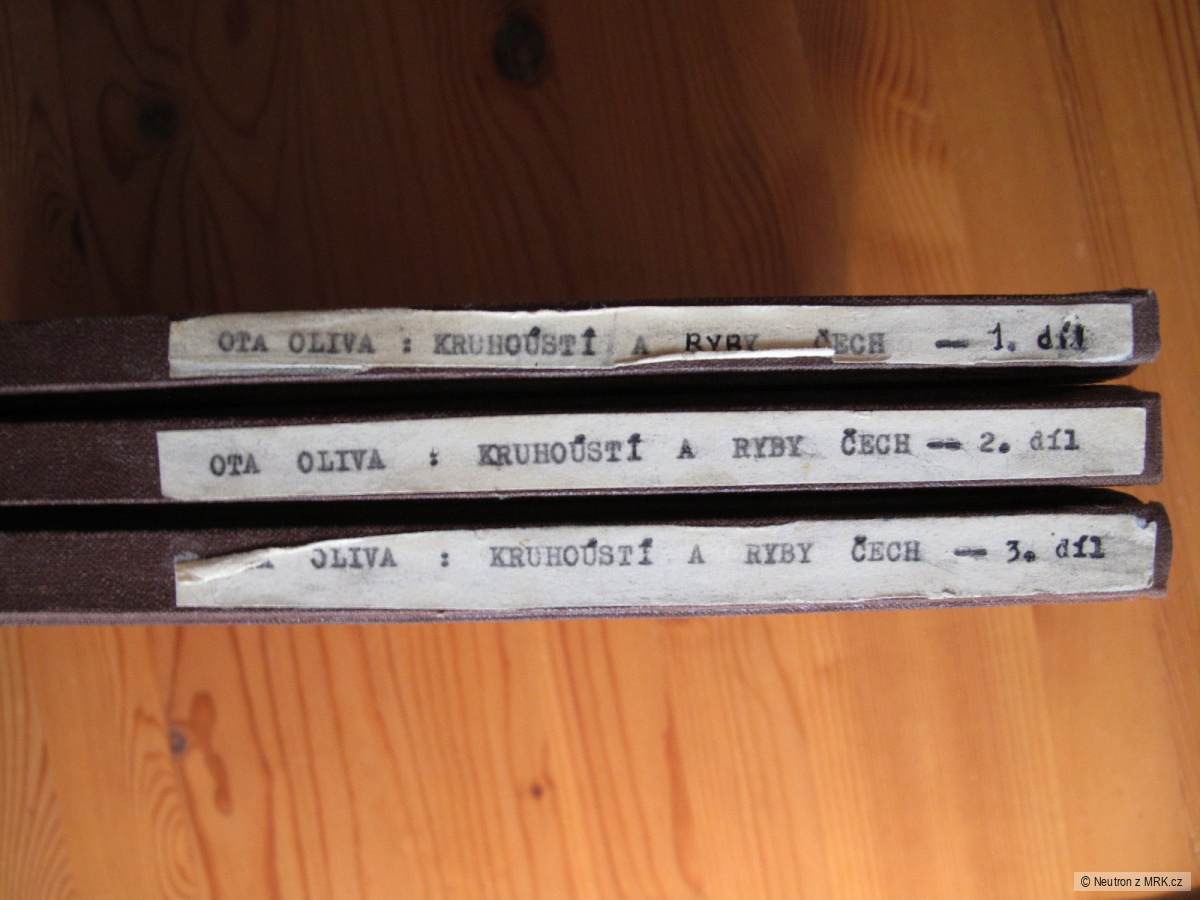 OTA OLIVA : KRUHOÚSTÍ A RYBY ČECH — 1. díl
OTA OLIVA : KRUHOÚSTÍ A RYBY ČECH — 2. díl
OLIVA : KRUHOÚSTÍ A RYBY ČECH — 3. díl
© Neutron z MRK.cz